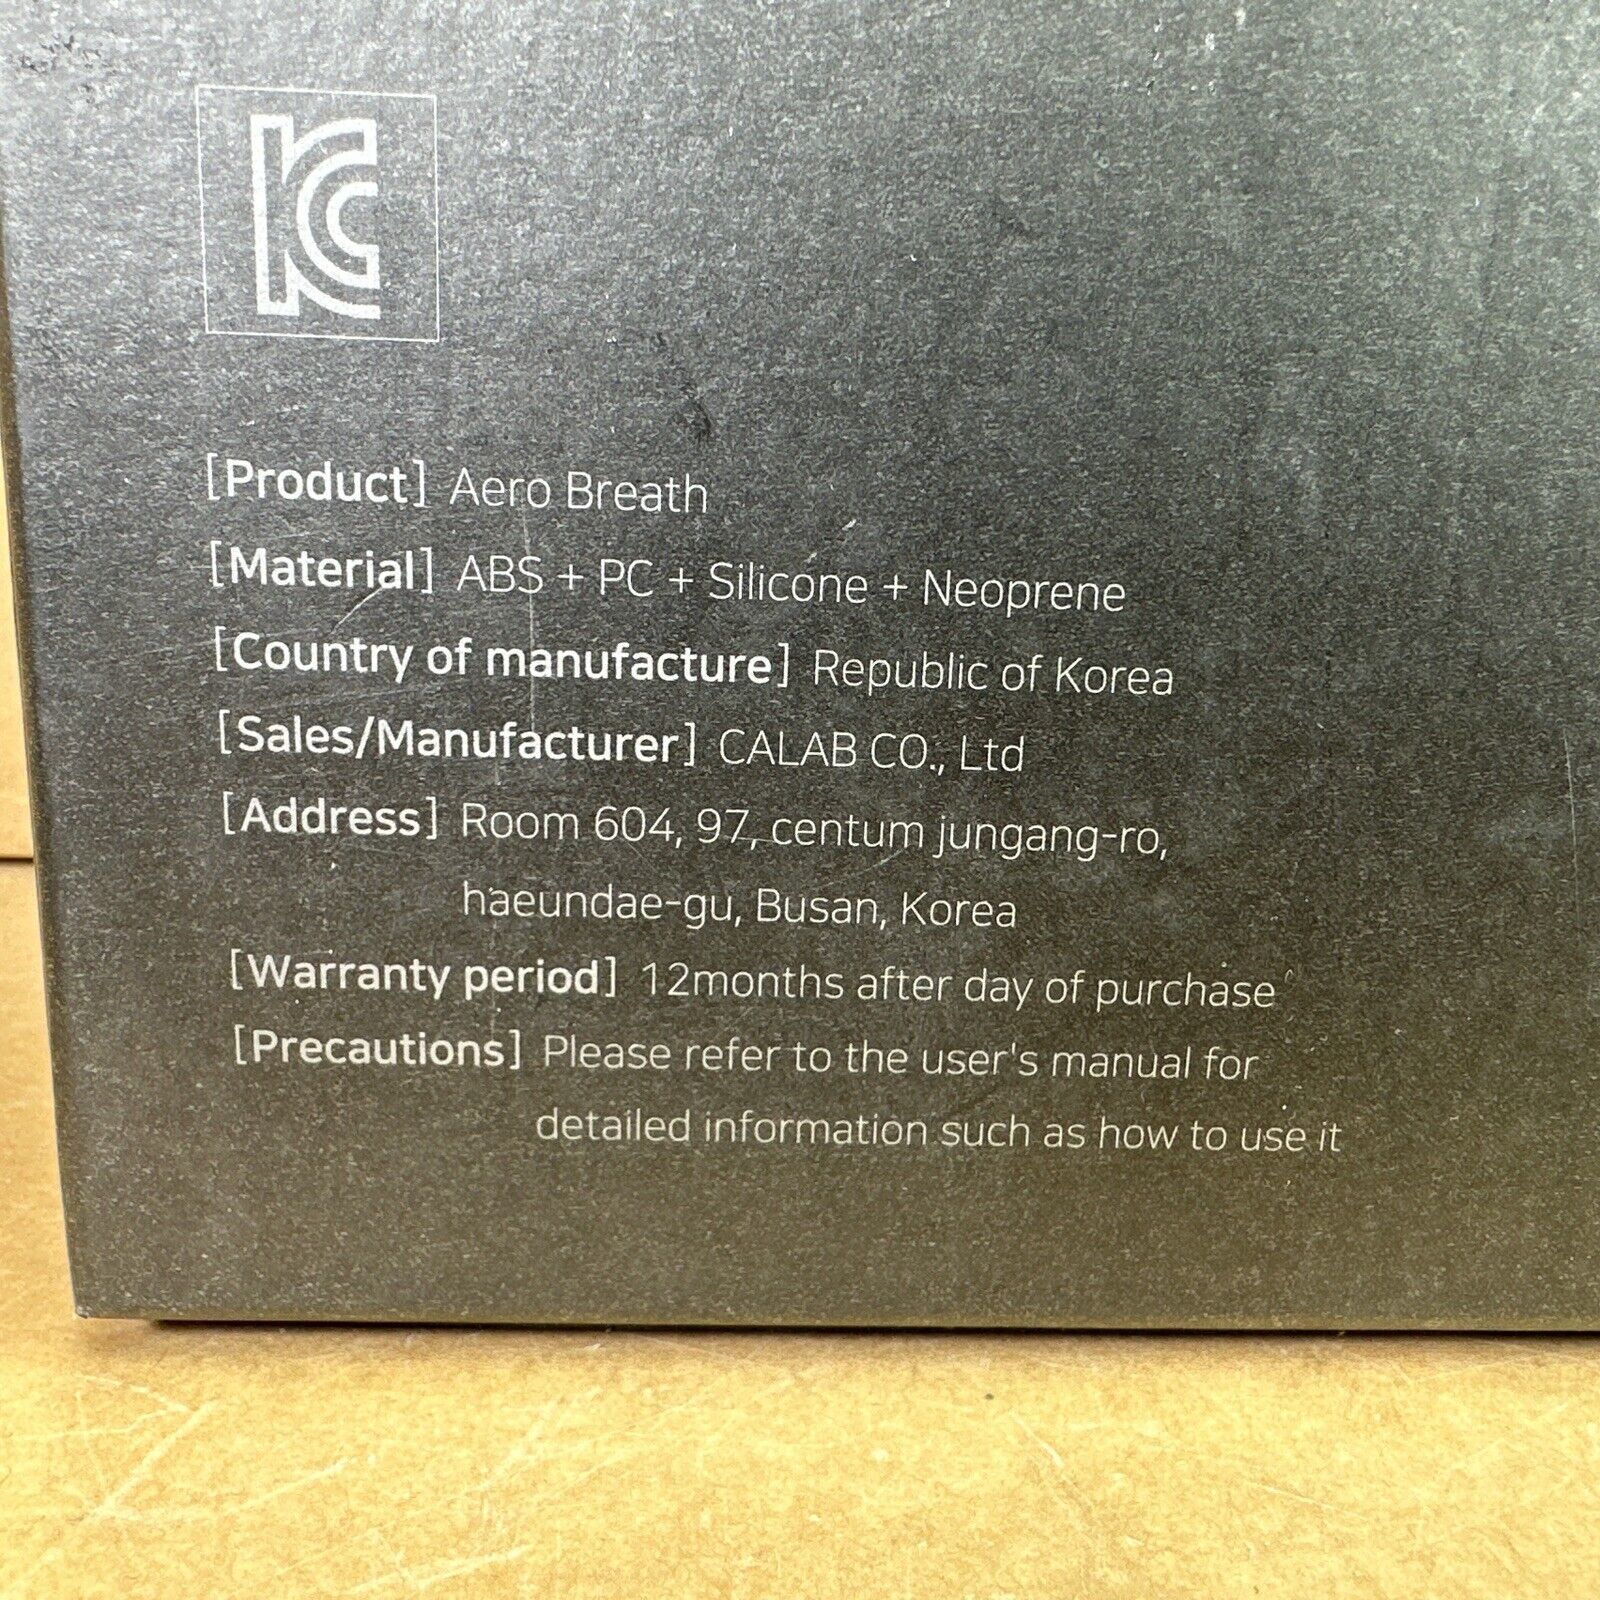 KC
[Product] Aero Breath
[Material] ABS + PC + Silicone + Neoprene
[Country of manufacture] Republic of Korea
[Sales/Manufacturer] CALAB CO., Ltd
[Address] Room 604, 97, centum jungang-ro,
haeundae-gu, Busan, Korea
[Warranty period] 12months after day of purchase
[Precautions] Please refer to the user's manual for
detailed information such as how to use it